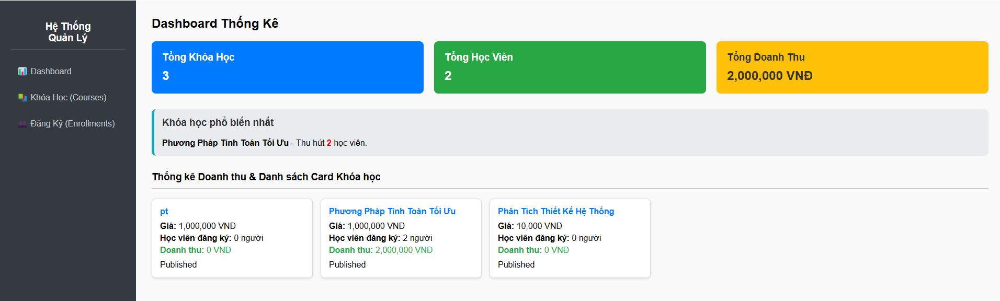 Hệ Thống
Quản Lý
Dashboard
Khóa Học (Courses)
Đăng Ký (Enrollments)
Dashboard Thống Kê
Tổng Khóa Học
3
Tổng Học Viên
2
Tổng Doanh Thu
2,000,000 VNĐ
Khóa học phổ biến nhất
Phương Pháp Tính Toán Tối Ưu - Thu hút 2 học viên.
Thống kê Doanh thu & Danh sách Card Khóa học
pt
Giá: 1,000,000 VNĐ
Học viên đăng ký: 0 người
Doanh thu: 0 VNĐ
Published
Phương Pháp Tính Toán Tối Ưu
Giá: 1,000,000 VNĐ
Học viên đăng ký: 2 người
Doanh thu: 2,000,000 VNĐ
Published
Phân Tích Thiết Kế Hệ Thống
Giá: 10,000 VNĐ
Học viên đăng ký: 0 người
Doanh thu: 0 VNĐ
Published